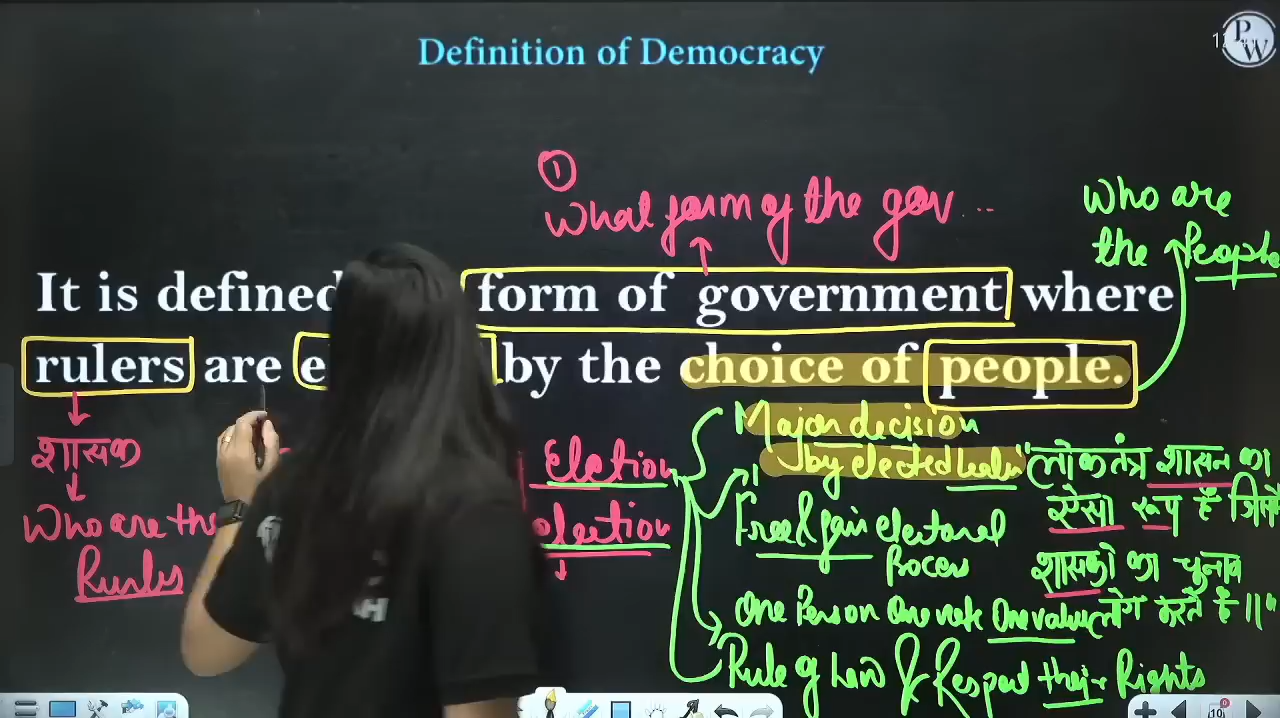 Definition of Democracy
PW
①
What form of the gov...
Who are
the People
It is defined form of government where
rulers are e by the choice of people.
शासक
Who are the
Rulers
Election
selection
Major decision
by elected leader
Free & fair electoral
Process
One Person One vote One value
Rule of Law & Respect their Rights
"लोकतंत्र शासन का
ऐसा रूप है जिसमें
शासकों का चुनाव
लोग करते हैं ॥"